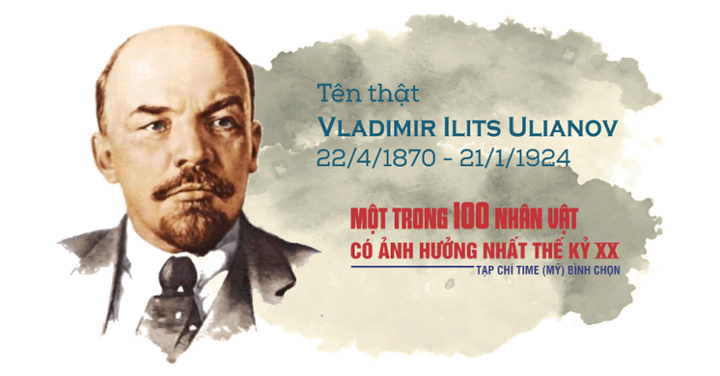 Tên thật
VLADIMIR ILITS ULIANOV
22/4/1870 - 21/1/1924
MỘT TRONG 100 NHÂN VẬT
CÓ ẢNH HƯỞNG NHẤT THẾ KỶ XX
TẠP CHÍ TIME (MỸ) BÌNH CHỌN